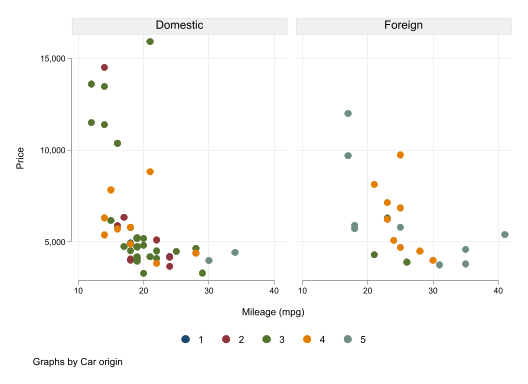 Domestic
Foreign
15,000
10,000
5,000
Price
10 20 30 40 10 20 30 40
Mileage (mpg)
1 2 3 4 5
Graphs by Car origin